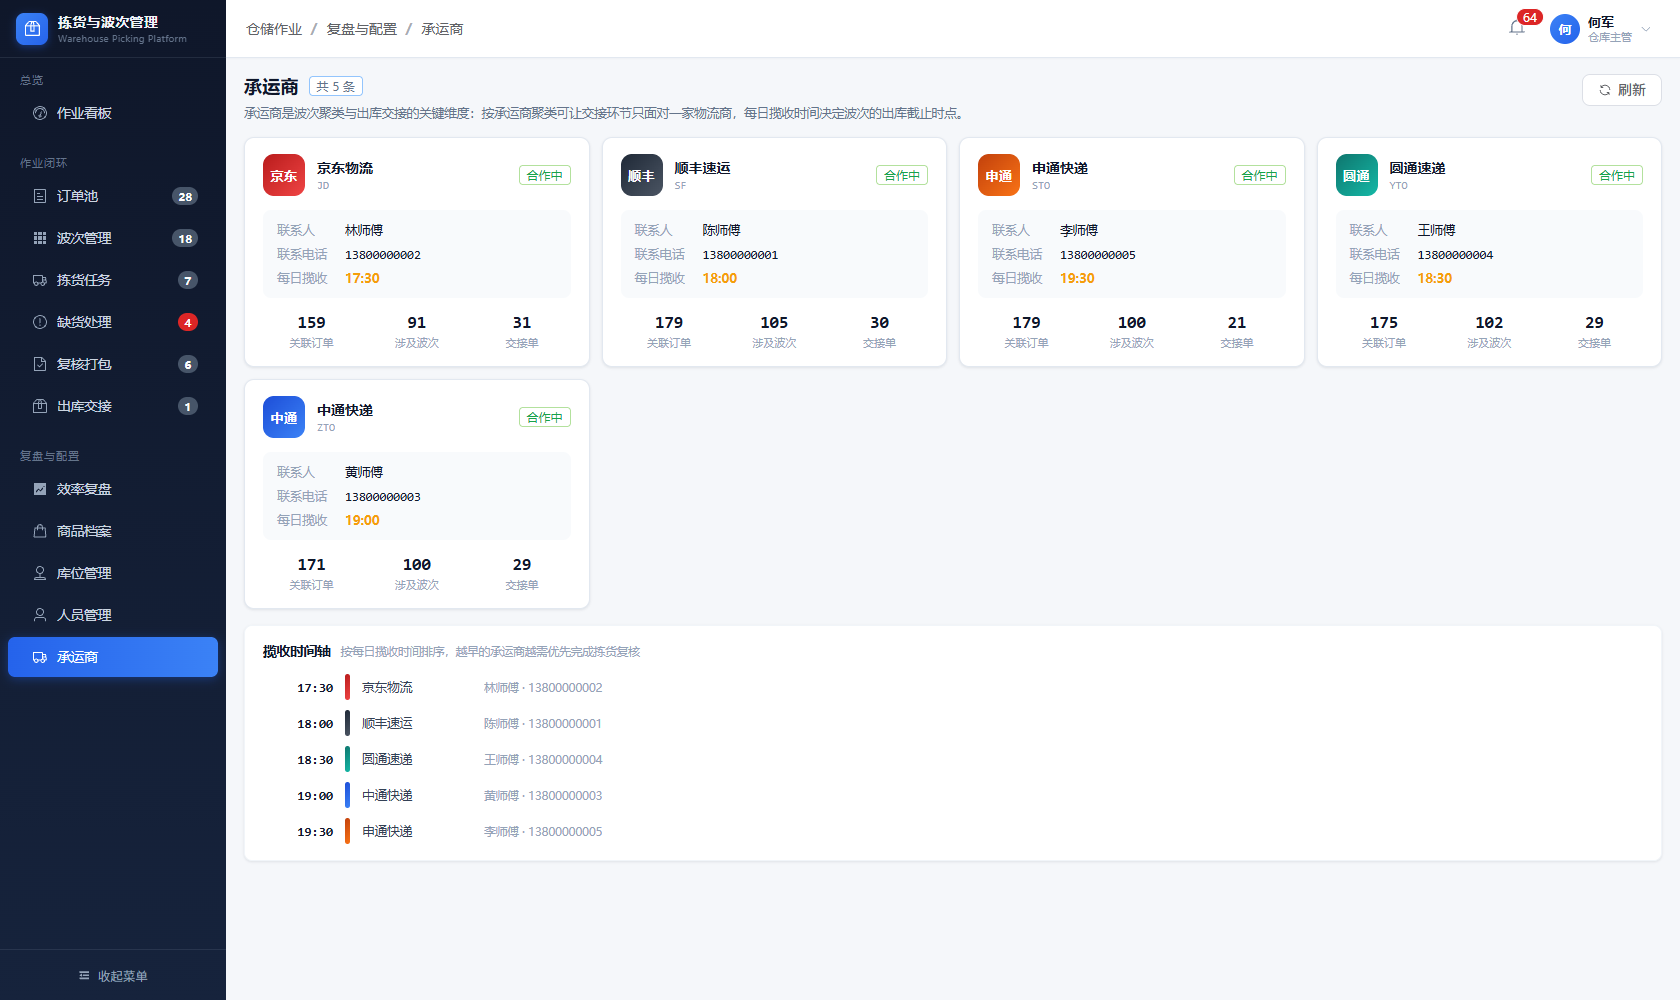 拣货与波次管理
Warehouse Picking Platform
总览
作业看板
作业闭环
订单池 28
波次管理 18
拣货任务 7
缺货处理 4
复核打包 6
出库交接 1
复盘与配置
效率复盘
商品档案
库位管理
人员管理
承运商
收起菜单
仓储作业 / 复盘与配置 / 承运商
64
何
何军
仓库主管
承运商 共 5 条
刷新
承运商是波次聚类与出库交接的关键维度：按承运商聚类可让交接环节只面对一家物流商，每日揽收时间决定波次的出库截止时点。
京东
京东物流
JD
合作中
联系人 林师傅
联系电话 13800000002
每日揽收 17:30
159 91 31
关联订单 涉及波次 交接单
顺丰
顺丰速运
SF
合作中
联系人 陈师傅
联系电话 13800000001
每日揽收 18:00
179 105 30
关联订单 涉及波次 交接单
申通
申通快递
STO
合作中
联系人 李师傅
联系电话 13800000005
每日揽收 19:30
179 100 21
关联订单 涉及波次 交接单
圆通
圆通速递
YTO
合作中
联系人 王师傅
联系电话 13800000004
每日揽收 18:30
175 102 29
关联订单 涉及波次 交接单
中通
中通快递
ZTO
合作中
联系人 黄师傅
联系电话 13800000003
每日揽收 19:00
171 100 29
关联订单 涉及波次 交接单
揽收时间轴 按每日揽收时间排序，越早的承运商越需优先完成拣货复核
17:30 京东物流 林师傅 · 13800000002
18:00 顺丰速运 陈师傅 · 13800000001
18:30 圆通速递 王师傅 · 13800000004
19:00 中通快递 黄师傅 · 13800000003
19:30 申通快递 李师傅 · 13800000005